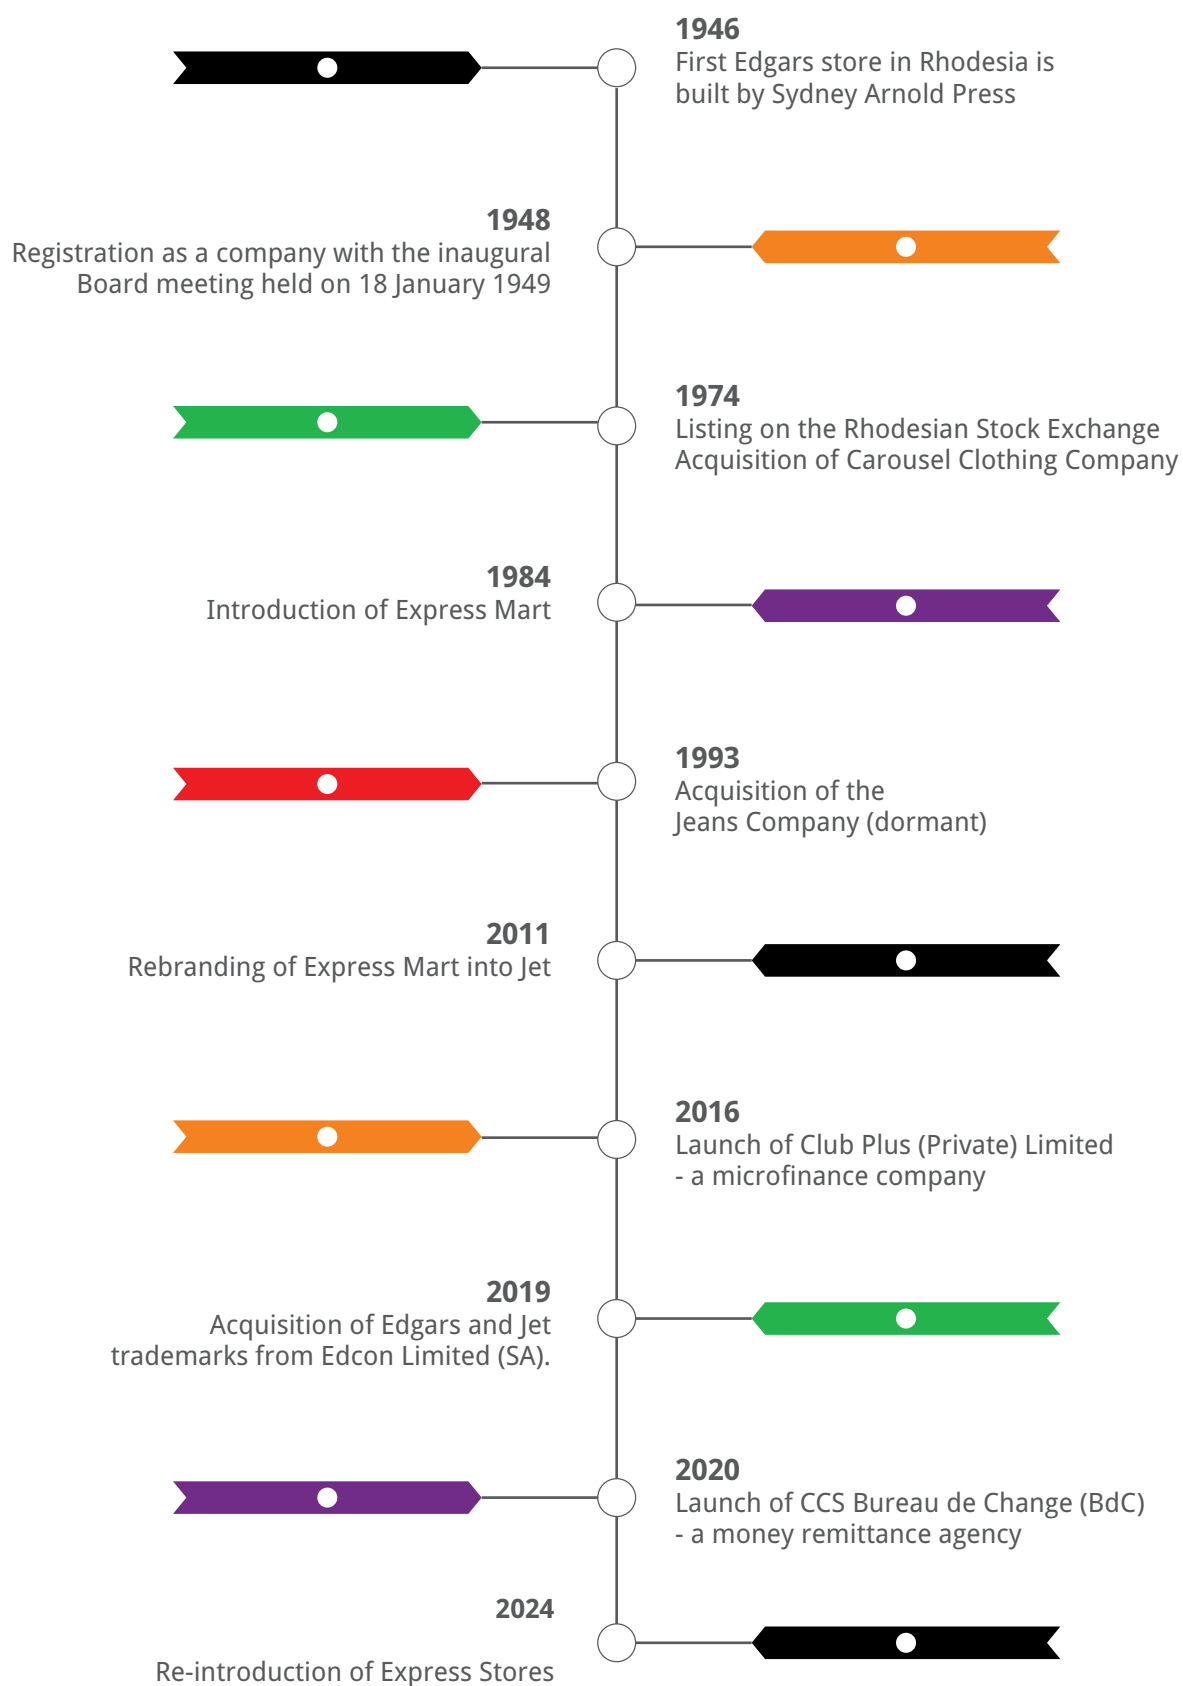 1946
First Edgars store in Rhodesia is
built by Sydney Arnold Press
1948
Registration as a company with the inaugural
Board meeting held on 18 January 1949
1974
Listing on the Rhodesian Stock Exchange
Acquisition of Carousel Clothing Company
1984
Introduction of Express Mart
1993
Acquisition of the
Jeans Company (dormant)
2011
Rebranding of Express Mart into Jet
2016
Launch of Club Plus (Private) Limited
- a microfinance company
2019
Acquisition of Edgars and Jet
trademarks from Edcon Limited (SA).
2020
Launch of CCS Bureau de Change (BdC)
- a money remittance agency
2024
Re-introduction of Express Stores